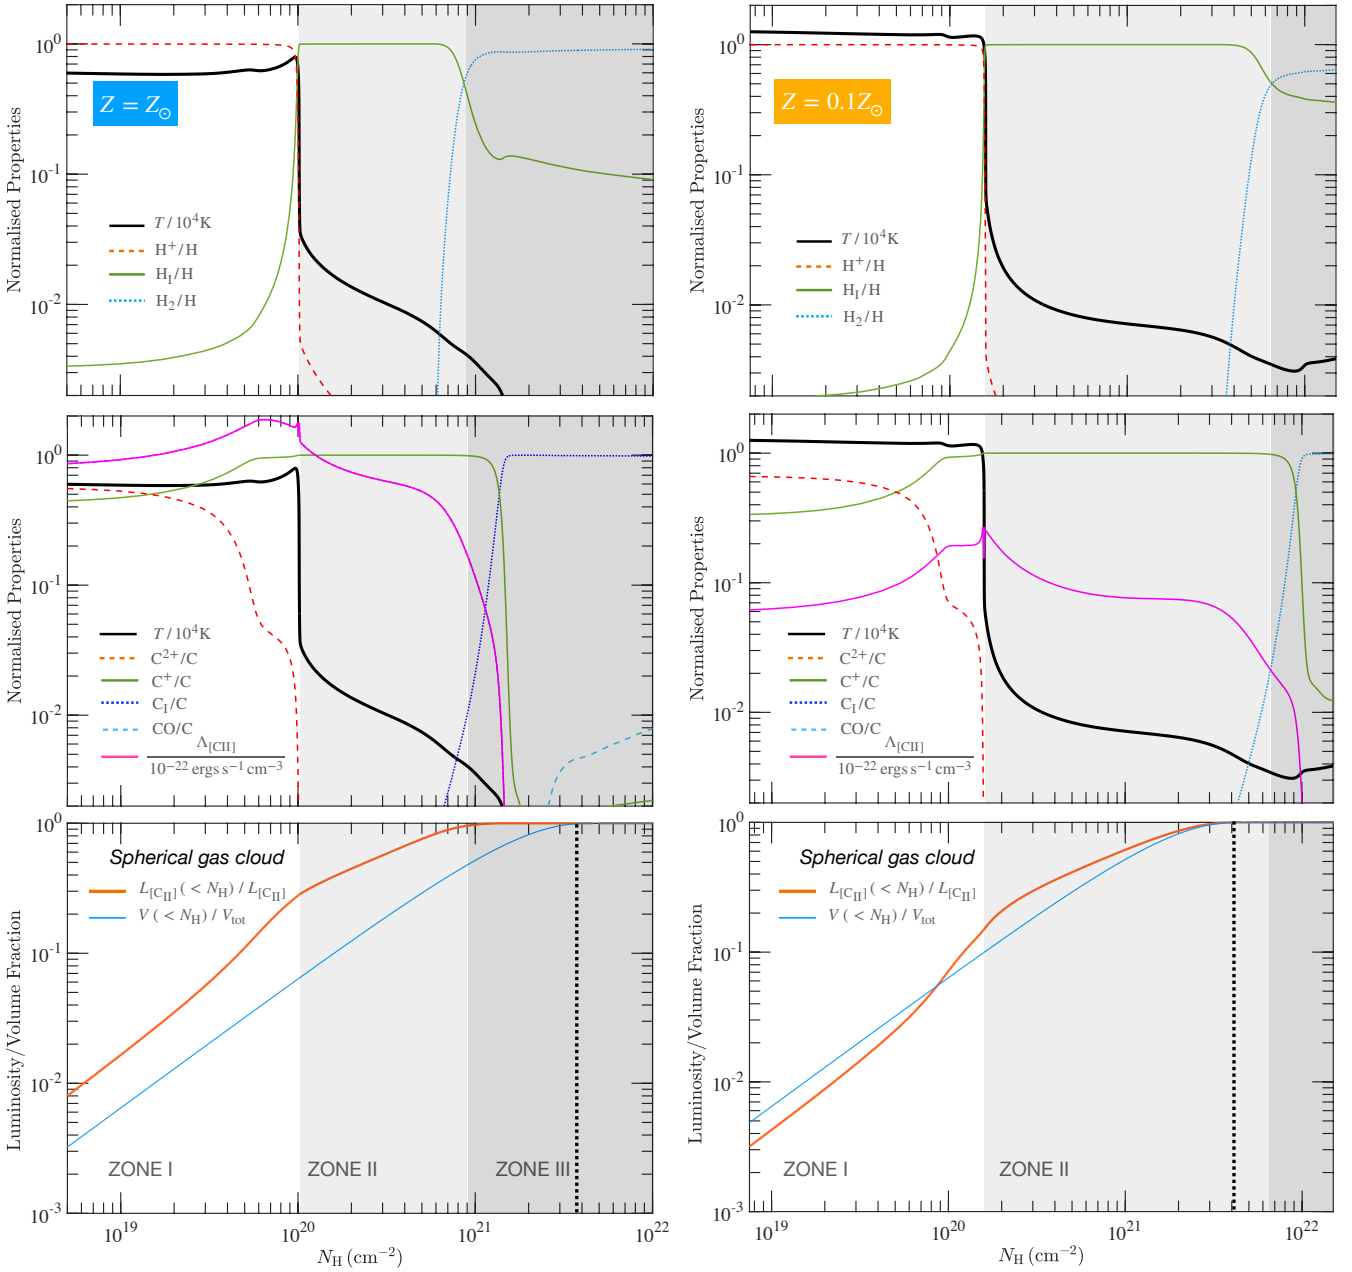 Normalised Properties
10⁰
10⁻¹
10⁻²
Z = Z⊙
T / 10⁴K
H⁺/H
H_I/H
H₂/H
Normalised Properties
10⁰
10⁻¹
10⁻²
Z = 0.1Z⊙
T / 10⁴K
H⁺/H
H_I/H
H₂/H
Normalised Properties
10⁰
10⁻¹
10⁻²
T / 10⁴K
C²⁺/C
C⁺/C
C_I/C
CO/C
Λ_[CII]
10⁻²² ergs s⁻¹ cm⁻³
Normalised Properties
10⁰
10⁻¹
10⁻²
T / 10⁴K
C²⁺/C
C⁺/C
C_I/C
CO/C
Λ_[CII]
10⁻²² ergs s⁻¹ cm⁻³
Luminosity/Volume Fraction
10⁰
10⁻¹
10⁻²
10⁻³
Spherical gas cloud
L_[CII] (< N_H) / L_[CII]
V (< N_H) / V_tot
ZONE I ZONE II ZONE III
10¹⁹ 10²⁰ 10²¹ 10²²
N_H (cm⁻²)
Luminosity/Volume Fraction
10⁰
10⁻¹
10⁻²
10⁻³
Spherical gas cloud
L_[CII] (< N_H) / L_[CII]
V (< N_H) / V_tot
ZONE I ZONE II
10¹⁹ 10²⁰ 10²¹ 10²²
N_H (cm⁻²)